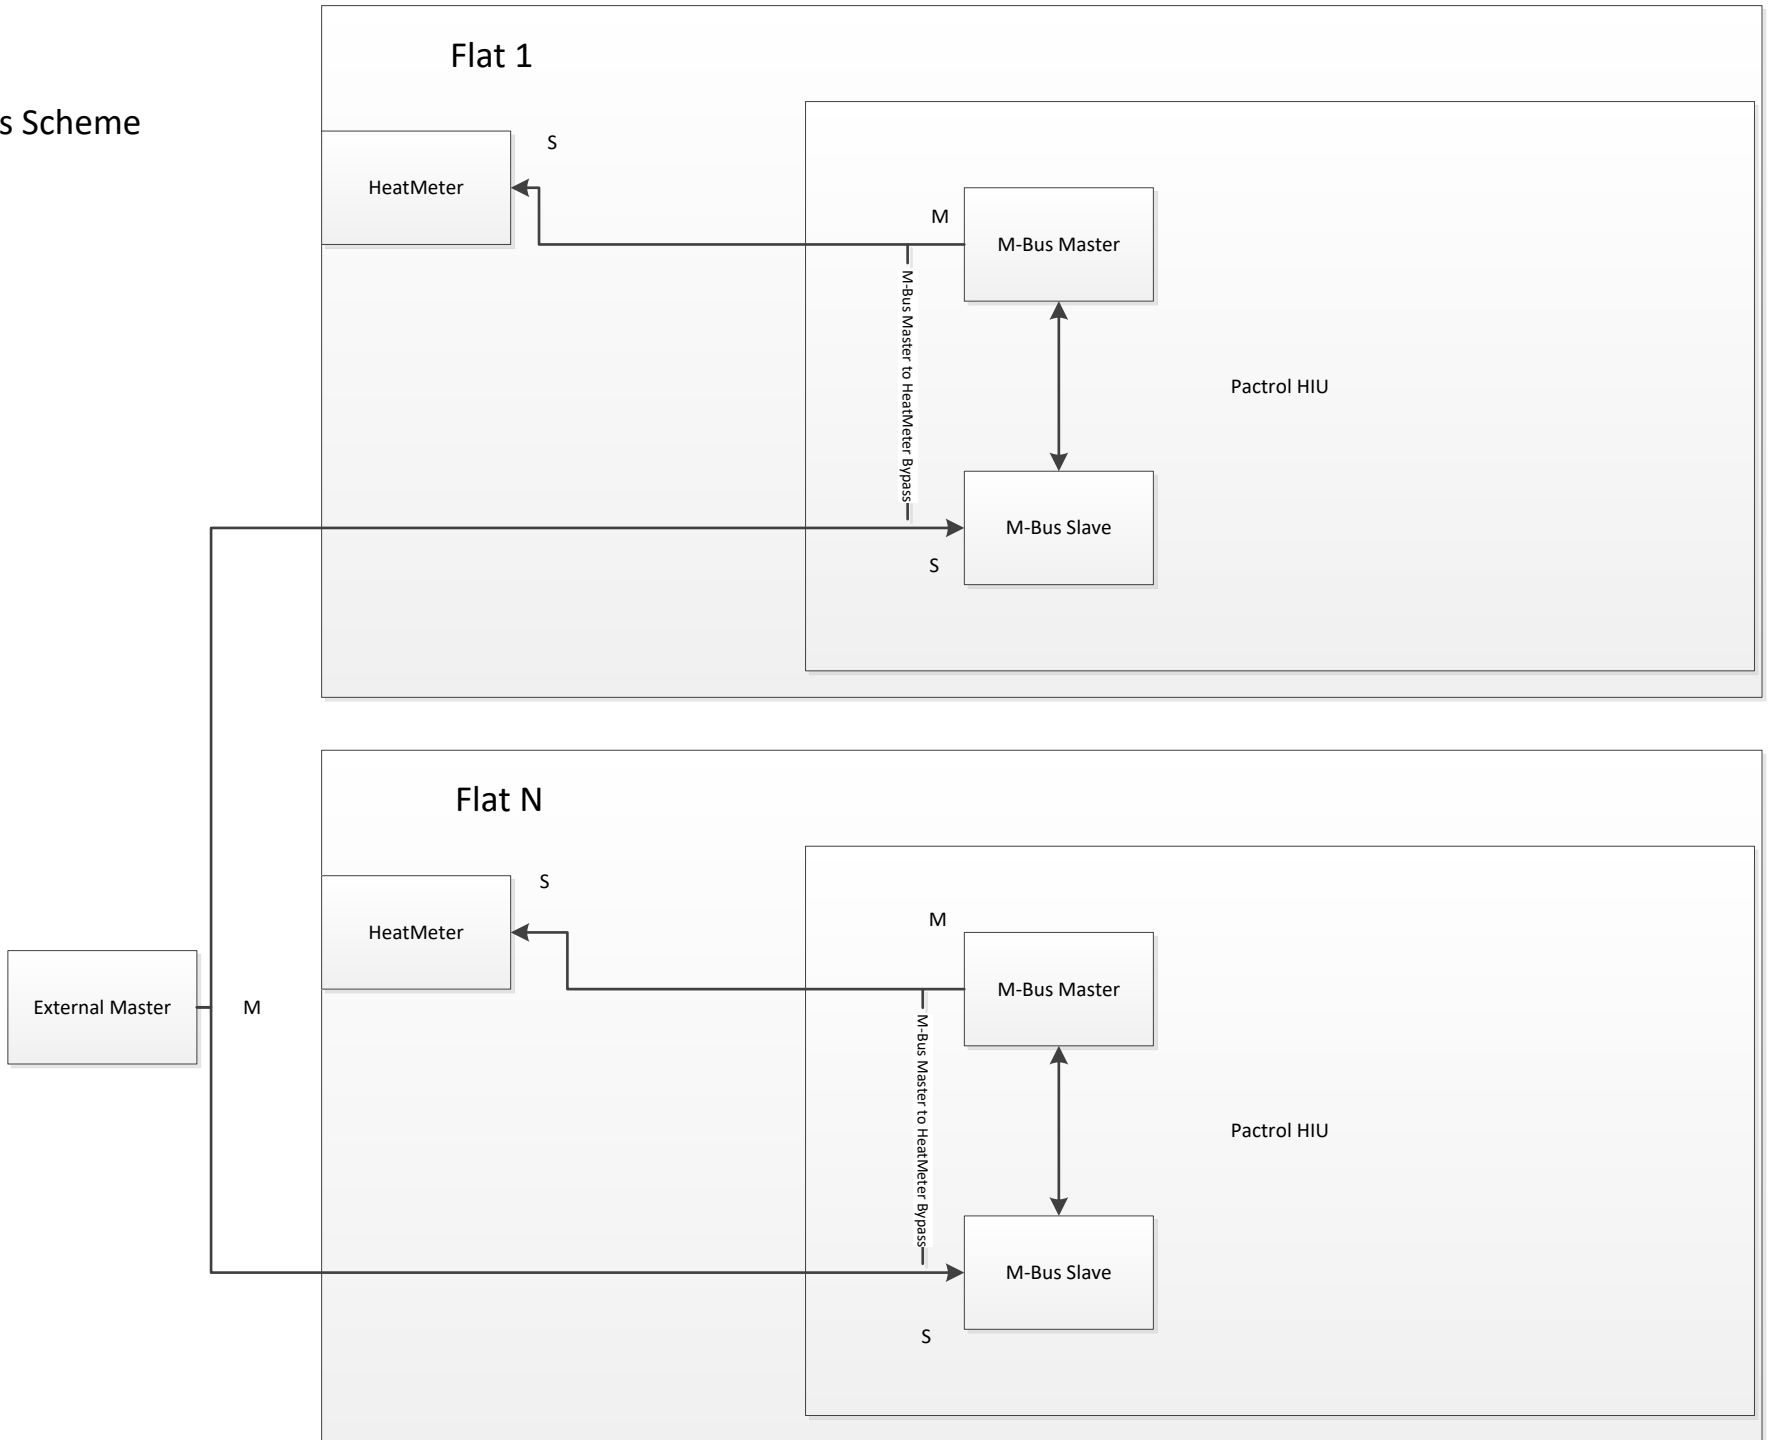 Flat 1
s Scheme
S
HeatMeter
M
M-Bus Master
M-Bus Master to HeatMeter Bypass
Pactrol HIU
M-Bus Slave
S
Flat N
S
HeatMeter
M
M-Bus Master
External Master
M
M-Bus Master to HeatMeter Bypass
Pactrol HIU
M-Bus Slave
S